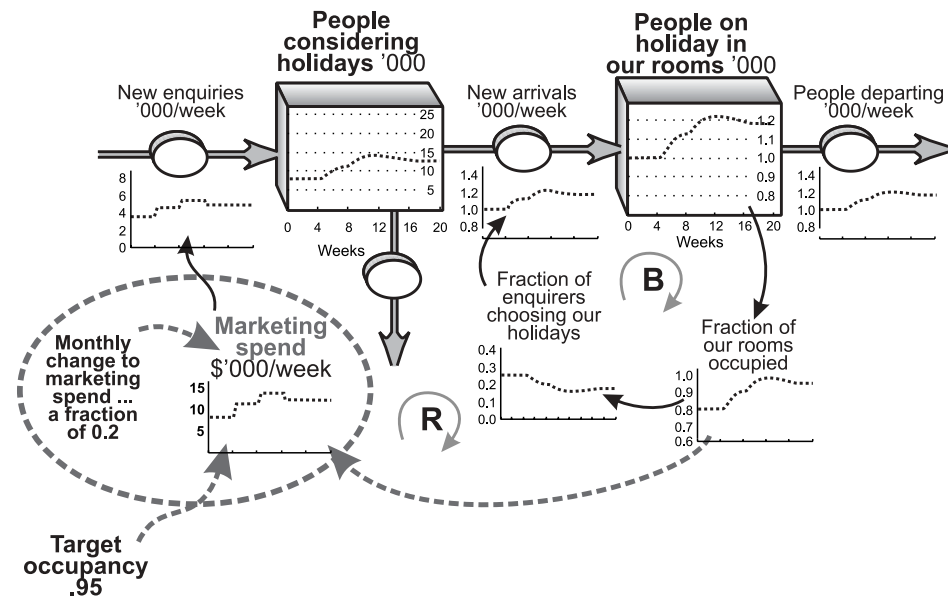 People
considering
holidays '000
People on
holiday in
our rooms '000
New enquiries
'000/week
New arrivals
'000/week
People departing
'000/week
25
20
15
10
5
0 4 8 12 16 20
Weeks
1.2
1.1
1.0
0.9
0.8
0 4 8 12 16 20
Weeks
8
6
4
2
0
1.4
1.2
1.0
0.8
1.4
1.2
1.0
0.8
B
Fraction of
enquirers
choosing our
holidays
0.4
0.3
0.2
0.1
0.0
Fraction of
our rooms
occupied
1.0
0.9
0.8
0.7
0.6
Monthly
change to
marketing
spend ...
a fraction
of 0.2
Marketing
spend
$'000/week
15
10
5
R
Target
occupancy
.95